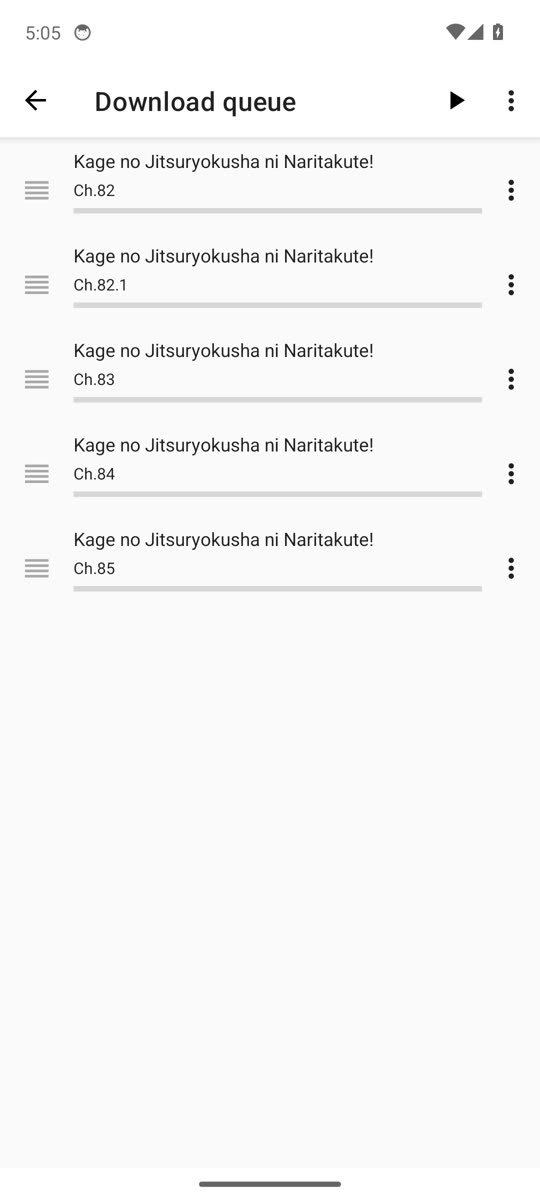 5:05
Download queue
Kage no Jitsuryokusha ni Naritakute!
Ch.82
Kage no Jitsuryokusha ni Naritakute!
Ch.82.1
Kage no Jitsuryokusha ni Naritakute!
Ch.83
Kage no Jitsuryokusha ni Naritakute!
Ch.84
Kage no Jitsuryokusha ni Naritakute!
Ch.85